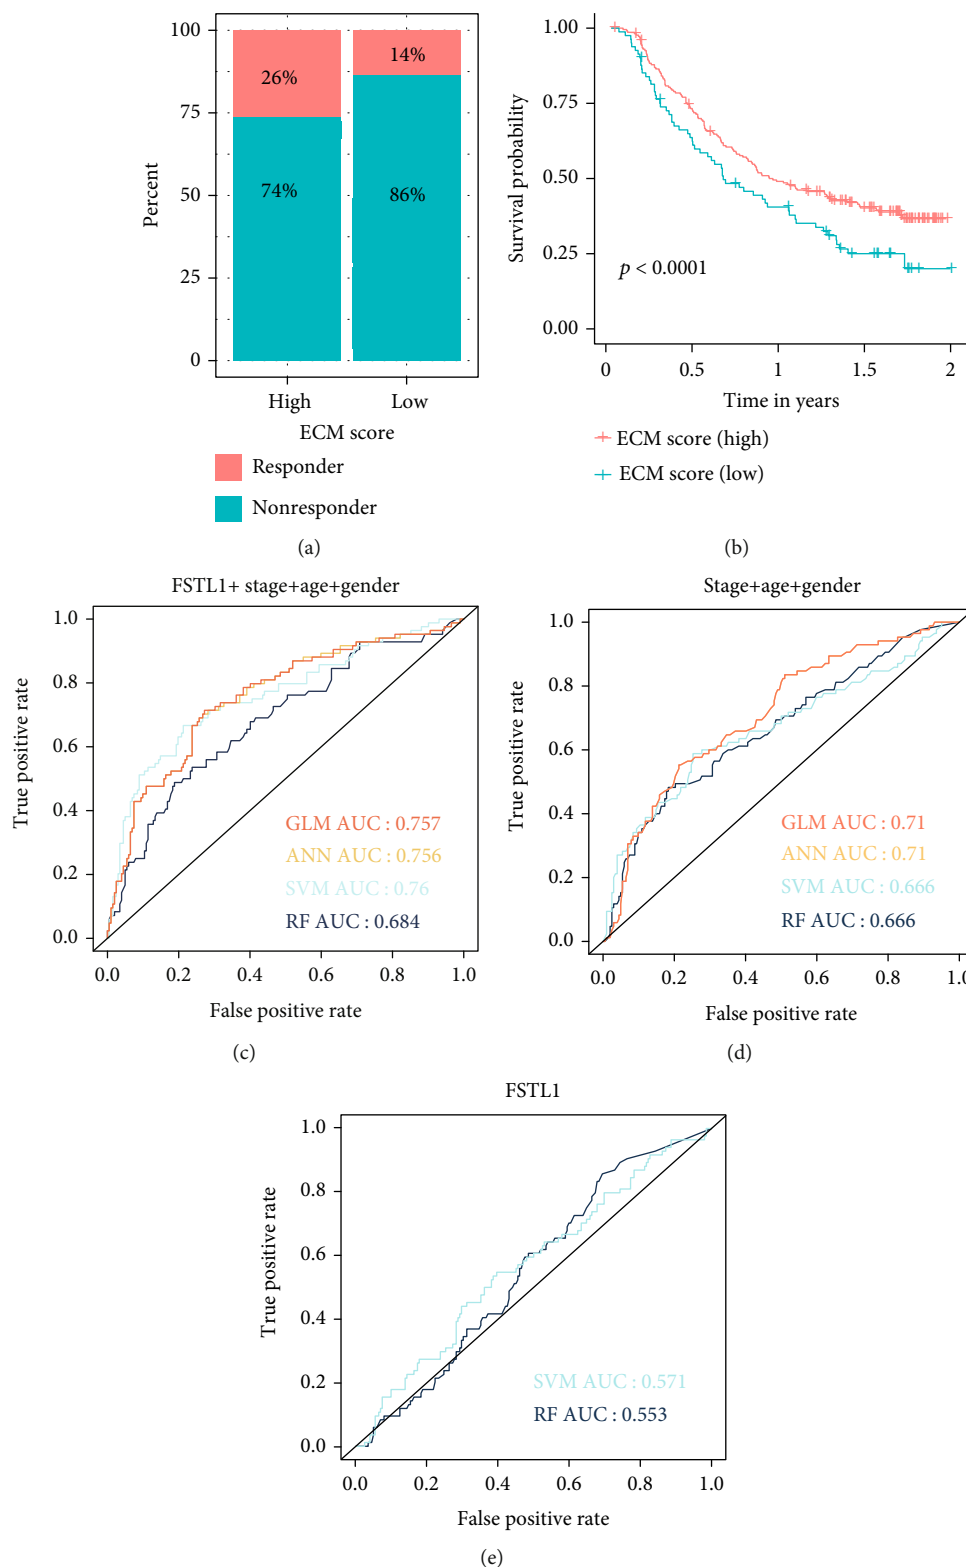 100
75
50
25
0
Percent
26%
74%
14%
86%
High
Low
ECM score
Responder
Nonresponder
(a)
1.00
0.75
0.50
0.25
0.00
Survival probability
p < 0.0001
0
0.5
1
1.5
2
Time in years
ECM score (high)
ECM score (low)
(b)
FSTL1+ stage+age+gender
1.0
0.8
0.6
0.4
0.2
0.0
True positive rate
GLM AUC : 0.757
ANN AUC : 0.756
SVM AUC : 0.76
RF AUC : 0.684
0.0
0.2
0.4
0.6
0.8
1.0
False positive rate
(c)
Stage+age+gender
1.0
0.8
0.6
0.4
0.2
0.0
True positive rate
GLM AUC : 0.71
ANN AUC : 0.71
SVM AUC : 0.666
RF AUC : 0.666
0.0
0.2
0.4
0.6
0.8
1.0
False positive rate
(d)
FSTL1
1.0
0.8
0.6
0.4
0.2
0.0
True positive rate
SVM AUC : 0.571
RF AUC : 0.553
0.0
0.2
0.4
0.6
0.8
1.0
False positive rate
(e)